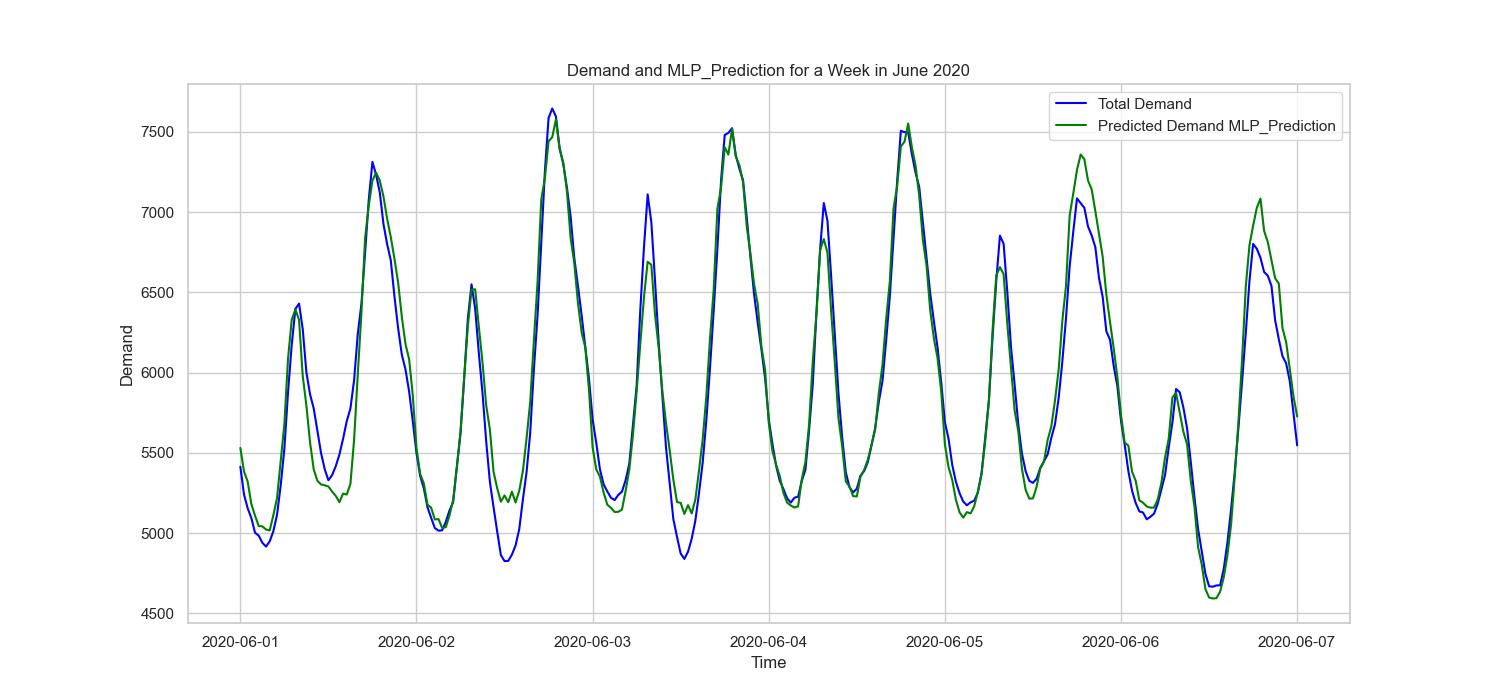 Demand and MLP_Prediction for a Week in June 2020
Total Demand
Predicted Demand MLP_Prediction
7500
7000
6500
6000
5500
5000
4500
Demand
2020-06-01
2020-06-02
2020-06-03
2020-06-04
2020-06-05
2020-06-06
2020-06-07
Time